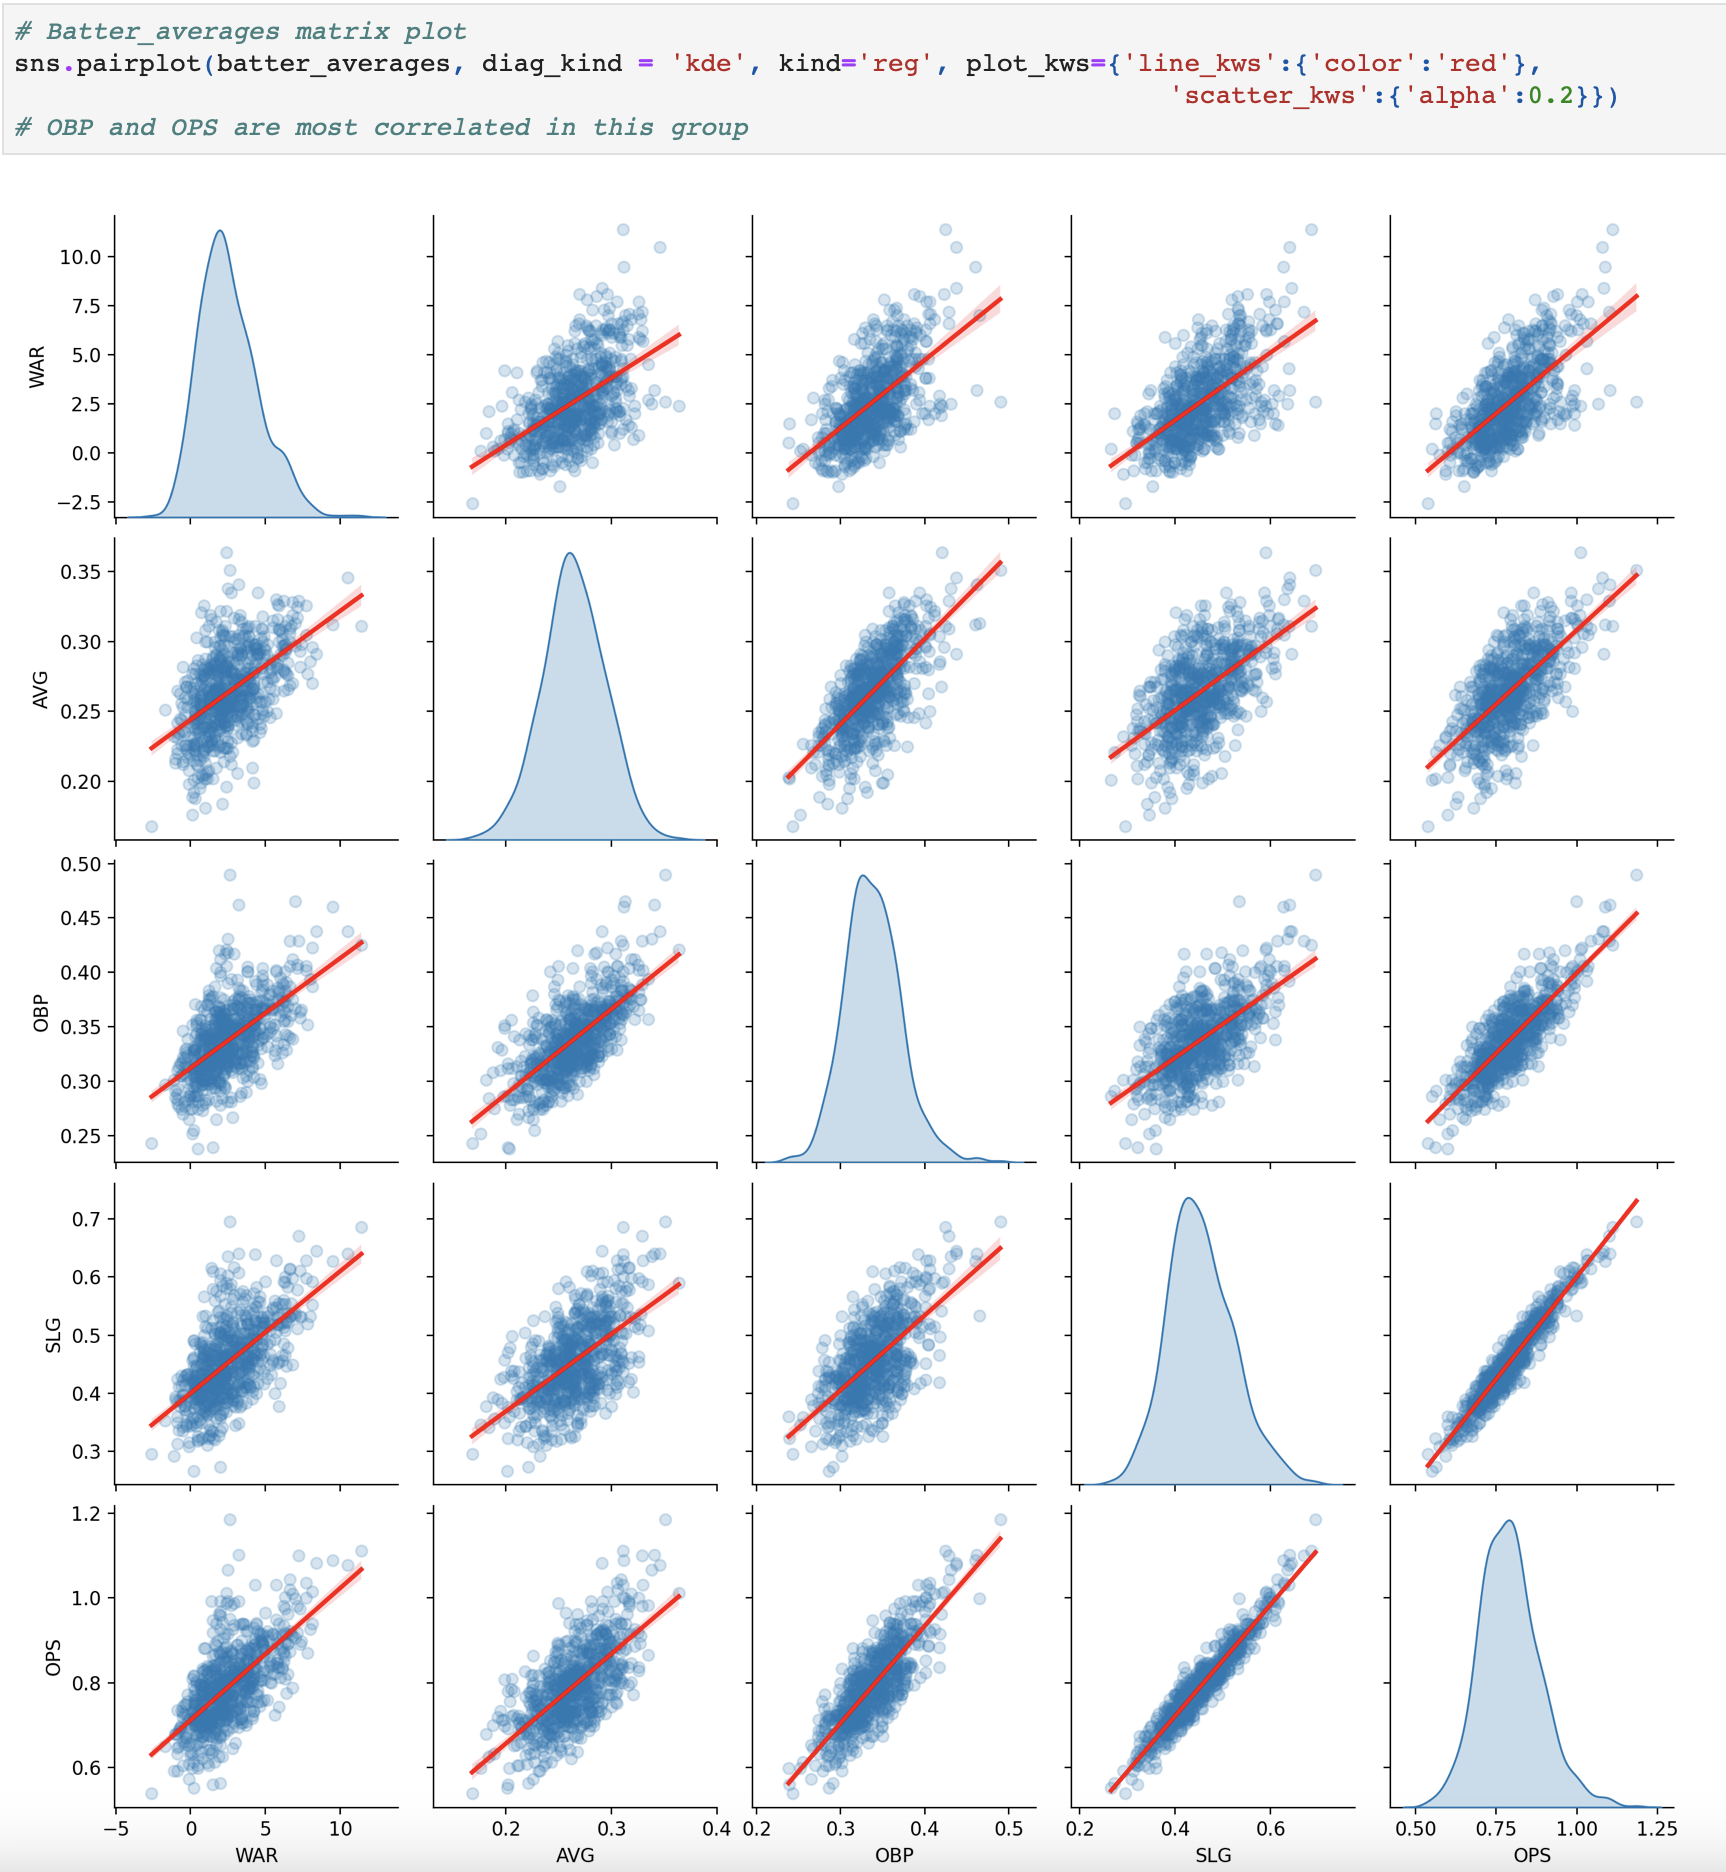 # Batter_averages matrix plot
sns.pairplot(batter_averages, diag_kind = 'kde', kind='reg', plot_kws={'line_kws':{'color':'red'},
'scatter_kws':{'alpha':0.2}})
# OBP and OPS are most correlated in this group
10.0
7.5
5.0
2.5
0.0
−2.5
WAR
0.35
0.30
0.25
0.20
AVG
0.50
0.45
0.40
0.35
0.30
0.25
OBP
0.7
0.6
0.5
0.4
0.3
SLG
1.2
1.0
0.8
0.6
OPS
−5 0 5 10 0.2 0.3 0.4 0.2 0.3 0.4 0.5 0.2 0.4 0.6 0.50 0.75 1.00 1.25
WAR AVG OBP SLG OPS